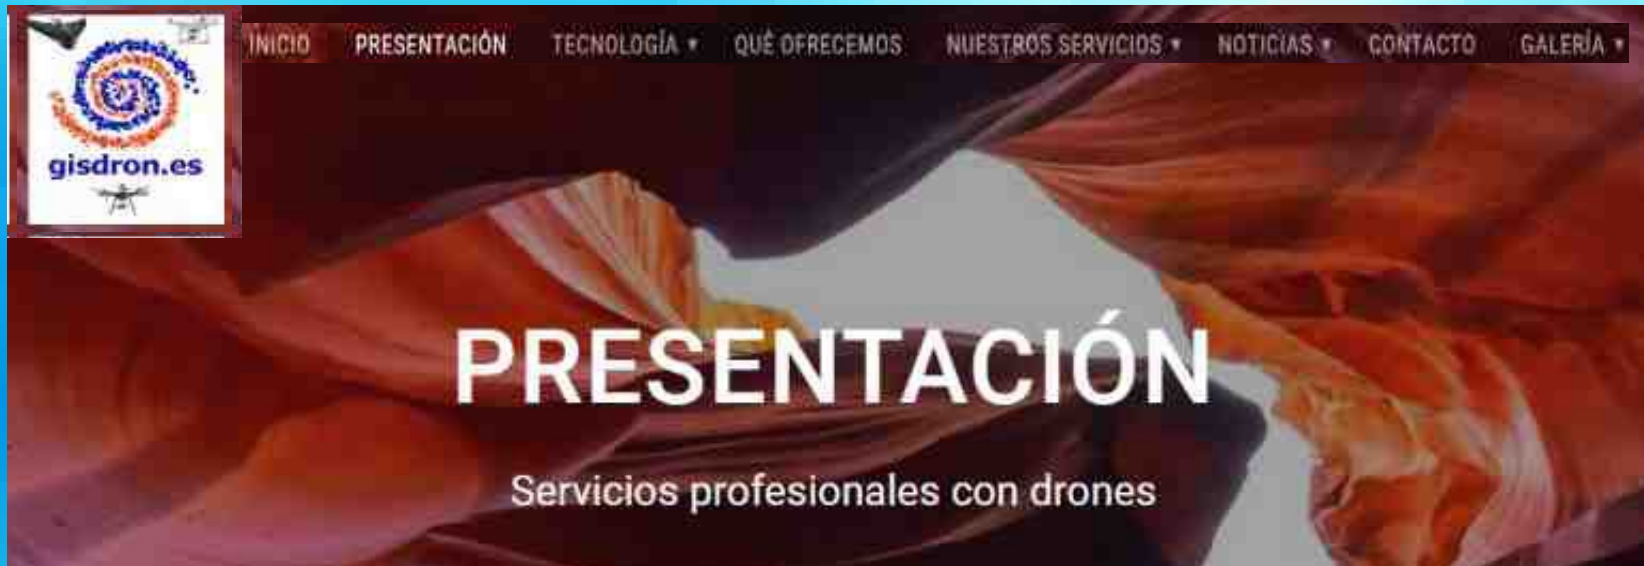 INICIO PRESENTACIÓN TECNOLOGÍA QUÉ OFRECEMOS NUESTROS SERVICIOS NOTICIAS CONTACTO GALERÍA
gisdron.es
PRESENTACIÓN
Servicios profesionales con drones